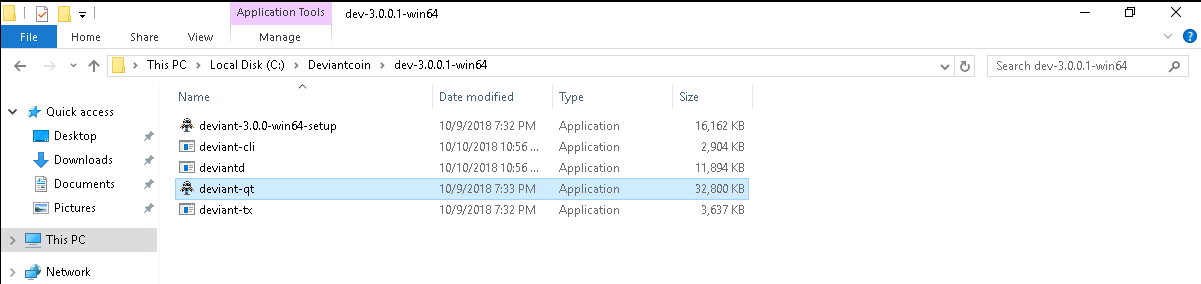 Application Tools dev-3.0.0.1-win64
File Home Share View Manage
This PC Local Disk (C:) Deviantcoin dev-3.0.0.1-win64 Search dev-3.0.0.1-win64
Name Date modified Type Size
Quick access
Desktop
Downloads
Documents
Pictures
This PC
Network
deviant-3.0.0-win64-setup 10/9/2018 7:32 PM Application 16,162 KB
deviant-cli 10/10/2018 10:56 ... Application 2,904 KB
deviantd 10/10/2018 10:56 ... Application 11,894 KB
deviant-qt 10/9/2018 7:33 PM Application 32,800 KB
deviant-tx 10/9/2018 7:32 PM Application 3,637 KB